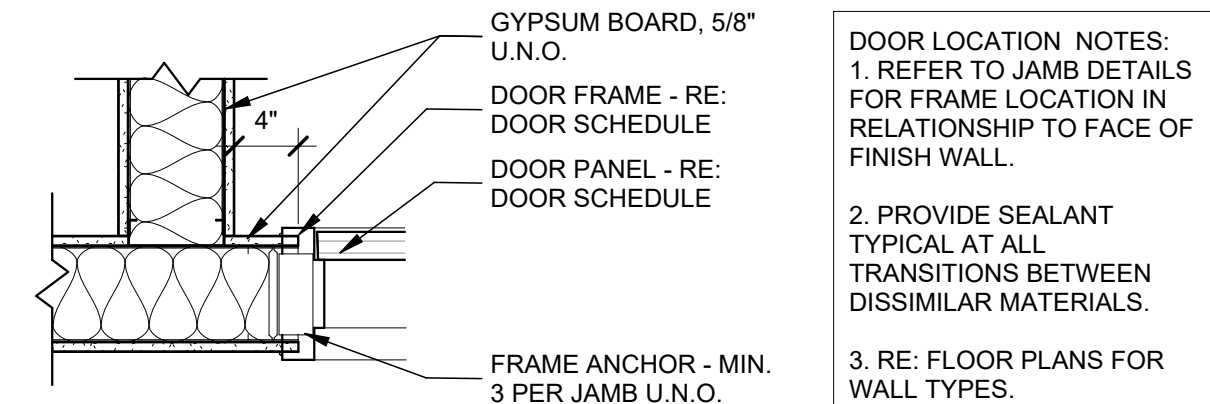 GYPSUM BOARD, 5/8"
U.N.O.
4"
DOOR FRAME - RE:
DOOR SCHEDULE
DOOR PANEL - RE:
DOOR SCHEDULE
FRAME ANCHOR - MIN.
3 PER JAMB U.N.O.
DOOR LOCATION NOTES:
1. REFER TO JAMB DETAILS
FOR FRAME LOCATION IN
RELATIONSHIP TO FACE OF
FINISH WALL.
2. PROVIDE SEALANT
TYPICAL AT ALL
TRANSITIONS BETWEEN
DISSIMILAR MATERIALS.
3. RE: FLOOR PLANS FOR
WALL TYPES.